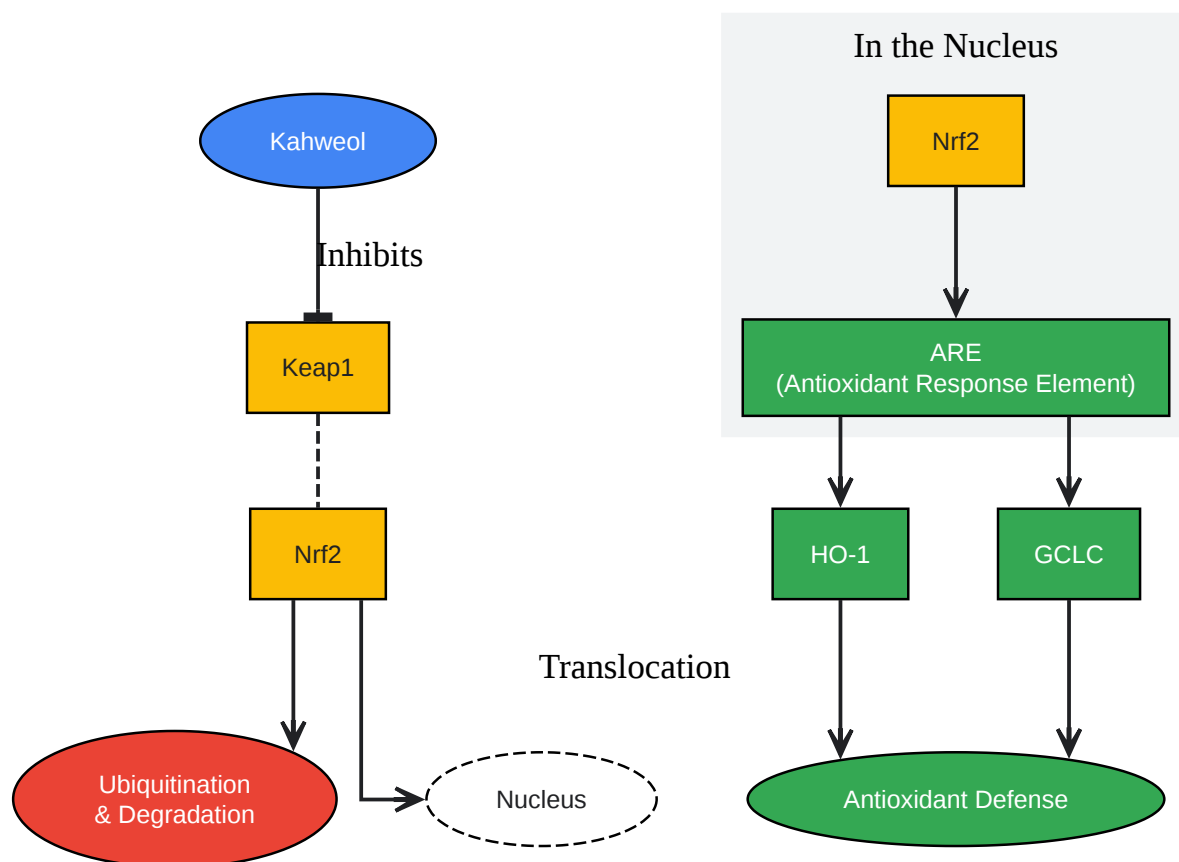 Kahweol
Inhibits
Keap1
Nrf2
Translocation
Ubiquitination
& Degradation
Nucleus
In the Nucleus
Nrf2
ARE
(Antioxidant Response Element)
HO-1
GCLC
Antioxidant Defense